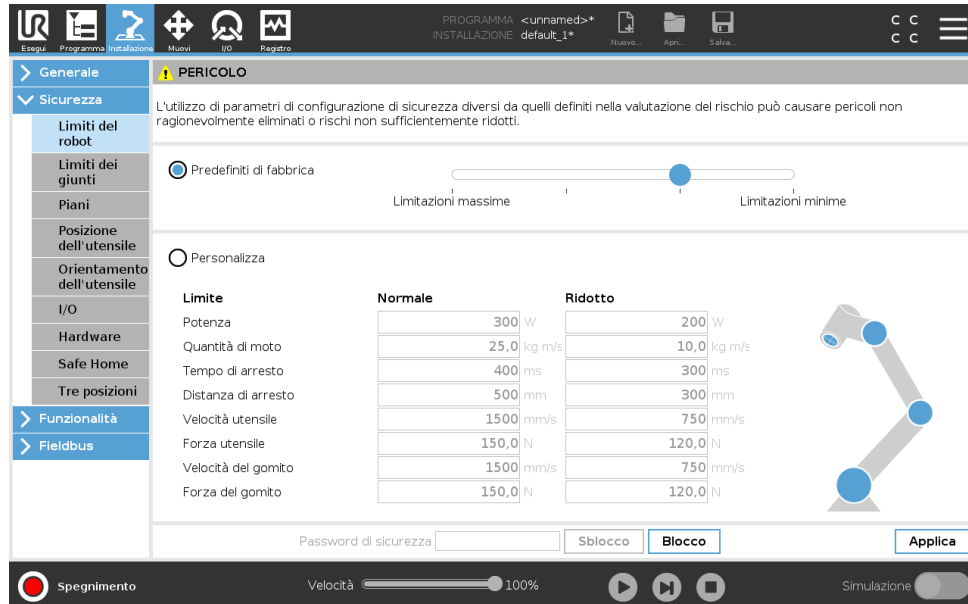 UR
PROGRAMMA <unnamed>*
INSTALLAZIONE default_1*
Esegui Programma Installazione Muovi I/O Registro Nuovo... Apri... Salva...
C C
C C
Generale
Sicurezza
Limiti del
robot
Limiti dei
giunti
Piani
Posizione
dell'utensile
Orientamento
dell'utensile
I/O
Hardware
Safe Home
Tre posizioni
Funzionalità
Fieldbus
PERICOLO
L'utilizzo di parametri di configurazione di sicurezza diversi da quelli definiti nella valutazione del rischio può causare pericoli non
ragionevolmente eliminati o rischi non sufficientemente ridotti.
Predefiniti di fabbrica
Limitazioni massime Limitazioni minime
Personalizza
Limite Normale Ridotto
Potenza 300 W 200 W
Quantità di moto 25,0 kg m/s 10,0 kg m/s
Tempo di arresto 400 ms 300 ms
Distanza di arresto 500 mm 300 mm
Velocità utensile 1500 mm/s 750 mm/s
Forza utensile 150,0 N 120,0 N
Velocità del gomito 1500 mm/s 750 mm/s
Forza del gomito 150,0 N 120,0 N
Password di sicurezza Sblocco Blocco Applica
Spegnimento Velocità 100% Simulazione